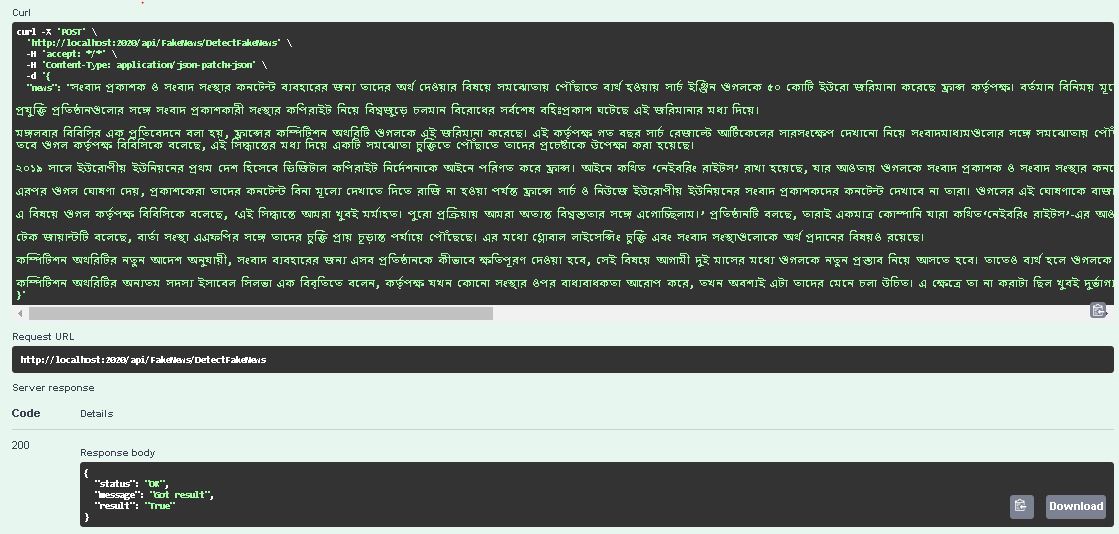 Curl
curl -X 'POST' \
'http://localhost:2020/api/FakeNews/DetectFakeNews' \
-H 'accept: */*' \
-H 'Content-Type: application/json-patch+json' \
-d '{
"news": "সংবাদ প্রকাশক ও সংবাদ সংস্থার কনটেন্ট ব্যবহারের জন্য তাদের অর্থ দেওয়ার বিষয়ে সমঝোতায় পৌঁছাতে ব্যর্থ হওয়ায় সার্চ ইঞ্জিন গুগলকে ৫০ কোটি ইউরো জরিমানা করেছে ফ্রান্স কর্তৃপক্ষ। বর্তমান বিনিময়
প্রযুক্তি প্রতিষ্ঠানগুলোর সঙ্গে সংবাদ প্রকাশকারী সংস্থার কপিরাইট নিয়ে বিশ্বজুড়ে চলমান বিরোধের সর্বশেষ বহিঃপ্রকাশ ঘটেছে এই জরিমানার মধ্য দিয়ে।
মঙ্গলবার বিবিসির এক প্রতিবেদনে বলা হয়, ফ্রান্সের কম্পিটিশন অথরিটি গুগলকে এই জরিমানা করেছে। এই কর্তৃপক্ষ গত বছর সার্চ রেজাল্টে আর্টিকেলের সারসংক্ষেপ দেখানো নিয়ে সংবাদমাধ্যমগুলোর সঙ্গে সমঝোতায়
তবে গুগল কর্তৃপক্ষ বিবিসিকে বলেছে, এই সিদ্ধান্তের মধ্য দিয়ে একটি সমঝোতা চুক্তিতে পৌঁছাতে তাদের প্রচেষ্টাকে উপেক্ষা করা হয়েছে।
২০১৯ সালে ইউরোপীয় ইউনিয়নের প্রথম দেশ হিসেবে ডিজিটাল কপিরাইট নির্দেশনাকে আইনে পরিণত করে ফ্রান্স। আইনে কথিত ‘নেইবরিং রাইটস’ রাখা হয়েছে, যার আওতায় গুগলকে সংবাদ প্রকাশক ও সংবাদ সংস্থার
এরপর গুগল ঘোষণা দেয়, প্রকাশকেরা তাদের কনটেন্ট বিনা মূল্যে দেখাতে দিতে রাজি না হওয়া পর্যন্ত ফ্রান্সে সার্চ ও নিউজে ইউরোপীয় ইউনিয়নের সংবাদ প্রকাশকদের কনটেন্ট দেখাবে না তারা। গুগলের এই ঘোষণাকে
এ বিষয়ে গুগল কর্তৃপক্ষ বিবিসিকে বলেছে, ‘এই সিদ্ধান্তে আমরা খুবই মর্মাহত। পুরো প্রক্রিয়ায় আমরা অত্যন্ত বিশ্বস্ততার সঙ্গে এগোচ্ছিলাম।’ প্রতিষ্ঠানটি বলছে, তারাই একমাত্র কোম্পানি যারা কথিত‘নেইবরিং রাইটস’-এর
টেক জায়ান্টটি বলেছে, বার্তা সংস্থা এএফপির সঙ্গে তাদের চুক্তি প্রায় চূড়ান্ত পর্যায়ে পৌঁছেছে। এর মধ্যে গ্লোবাল লাইসেন্সিং চুক্তি এবং সংবাদ সংস্থাগুলোকে অর্থ প্রদানের বিষয়ও রয়েছে।
কম্পিটিশন অথরিটির নতুন আদেশ অনুযায়ী, সংবাদ ব্যবহারের জন্য এসব প্রতিষ্ঠানকে কীভাবে ক্ষতিপূরণ দেওয়া হবে, সেই বিষয়ে আগামী দুই মাসের মধ্যে গুগলকে নতুন প্রস্তাব নিয়ে আসতে হবে। তাতেও ব্যর্থ হলে গুগলকে
কম্পিটিশন অথরিটির অন্যতম সদস্য ইসাবেল সিলভা এক বিবৃতিতে বলেন, কর্তৃপক্ষ যখন কোনো সংস্থার ওপর বাধ্যবাধকতা আরোপ করে, তখন অবশ্যই এটা তাদের মেনে চলা উচিত। এ ক্ষেত্রে তা না করাটা ছিল খুবই
}'
Request URL
http://localhost:2020/api/FakeNews/DetectFakeNews
Server response
Code Details
200
Response body
{
"status": "OK",
"message": "Got result",
"result": "True"
}
Download